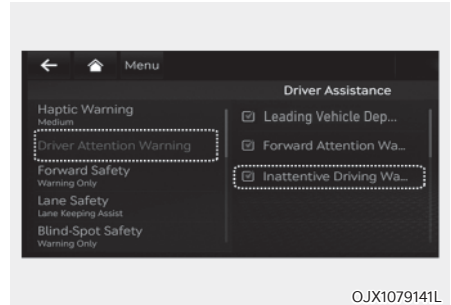 Menu
Driver Assistance
Haptic Warning
Medium
Leading Vehicle Dep...
Driver Attention Warning
Forward Attention Wa...
Forward Safety
Warning Only
Inattentive Driving Wa...
Lane Safety
Lane Keeping Assist
Blind-Spot Safety
Warning Only
OJX1079141L